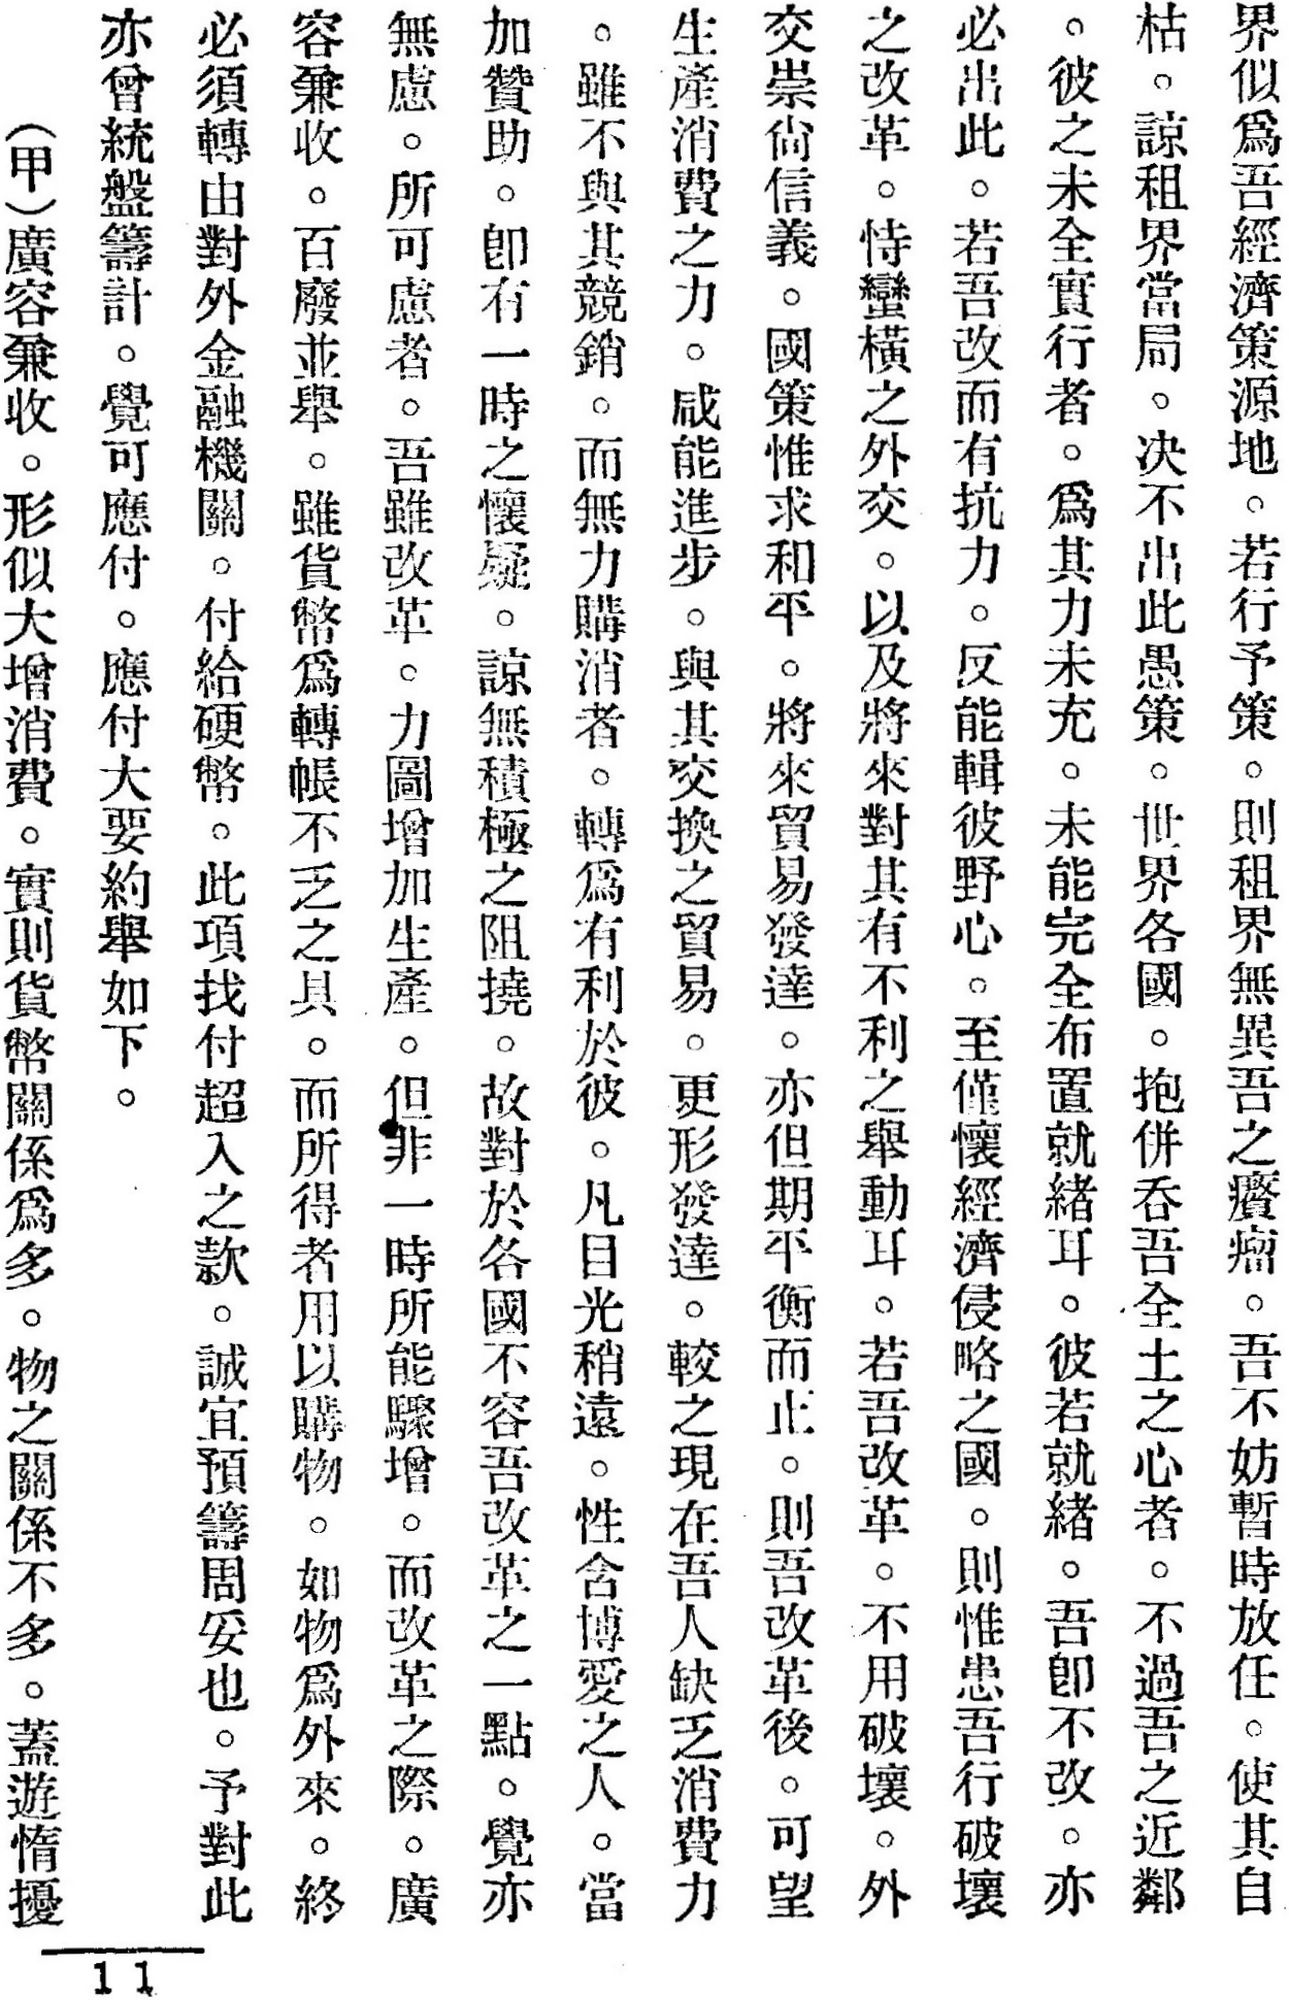 界似爲吾經濟策源地。若行予策。則租界無異吾之癰瘤。吾不妨暫時放任。使其自
枯。諒租界當局。決不出此愚策。世界各國。抱併呑吾全土之心者。不過吾之近鄰
。彼之未全實行者。爲其力未充。未能完全布置就緒耳。彼若就緒。吾卽不改。亦
必出此。若吾改而有抗力。反能輯彼野心。至僅懷經濟侵略之國。則惟患吾行破壞
之改革。恃蠻橫之外交。以及將來對其有不利之舉動耳。若吾改革。不用破壞。外
交崇尙信義。國策惟求和平。將來貿易發達。亦但期平衡而止。則吾改革後。可望
生產消費之力。咸能進步。與其交換之貿易。更形發達。較之現在吾人缺乏消費力
。雖不與其競銷。而無力購消者。轉爲有利於彼。凡目光稍遠。性含博愛之人。當
加贊助。卽有一時之懷疑。諒無積極之阻撓。故對於各國不容吾改革之一點。覺亦
無慮。所可慮者。吾雖改革。力圖增加生產。但非一時所能驟增。而改革之際。廣
容兼收。百廢並舉。雖貨幣爲轉帳不乏之具。而所得者用以購物。如物爲外來。終
必須轉由對外金融機關。付給硬幣。此項找付超入之款。誠宜預籌周妥也。予對此
亦曾統盤籌計。覺可應付。應付大要約舉如下。
（甲）廣容兼收。形似大增消費。實則貨幣關係爲多。物之關係不多。蓋遊惰擾
11